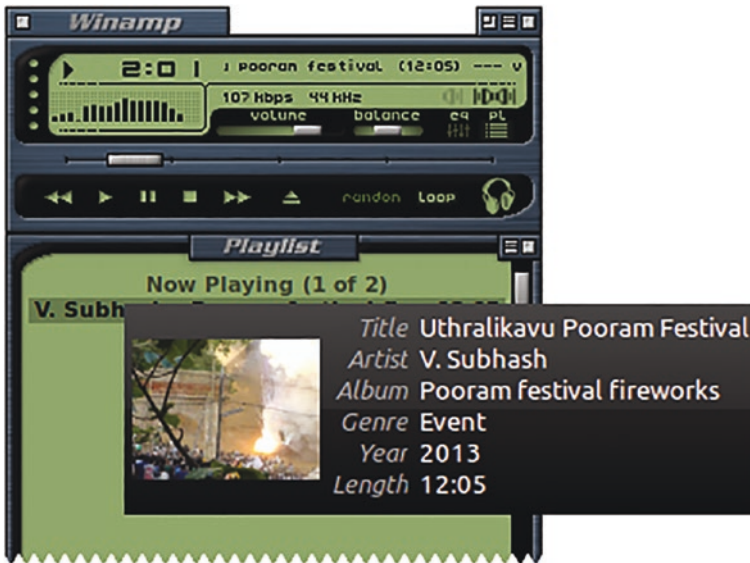 Winamp
2:01
pooram festival (12:05) ---
107 kbps 44 kHz
volume balance eq pl
random loop
Playlist
Now Playing (1 of 2)
V. Subh
Title Uthralikavu Pooram Festival
Artist V. Subhash
Album Pooram festival fireworks
Genre Event
Year 2013
Length 12:05